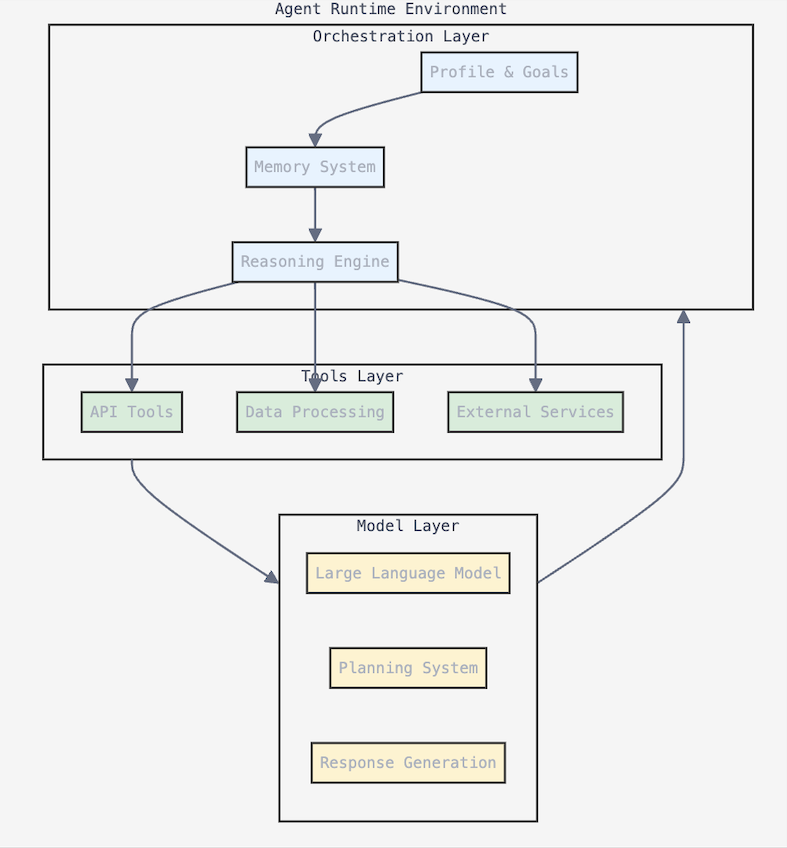 Agent Runtime Environment
Orchestration Layer
Profile & Goals
Memory System
Reasoning Engine
Tools Layer
API Tools
Data Processing
External Services
Model Layer
Large Language Model
Planning System
Response Generation